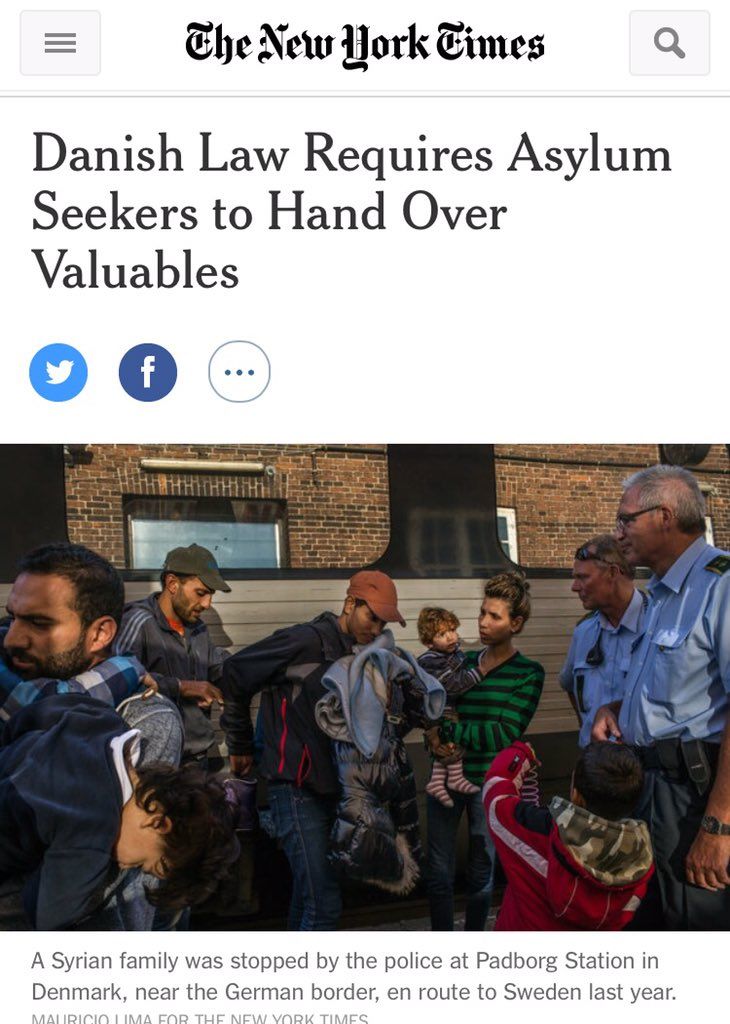 The New York Times
Danish Law Requires Asylum
Seekers to Hand Over
Valuables
A Syrian family was stopped by the police at Padborg Station in
Denmark, near the German border, en route to Sweden last year.
MAURICIO LIMA FOR THE NEW YORK TIMES